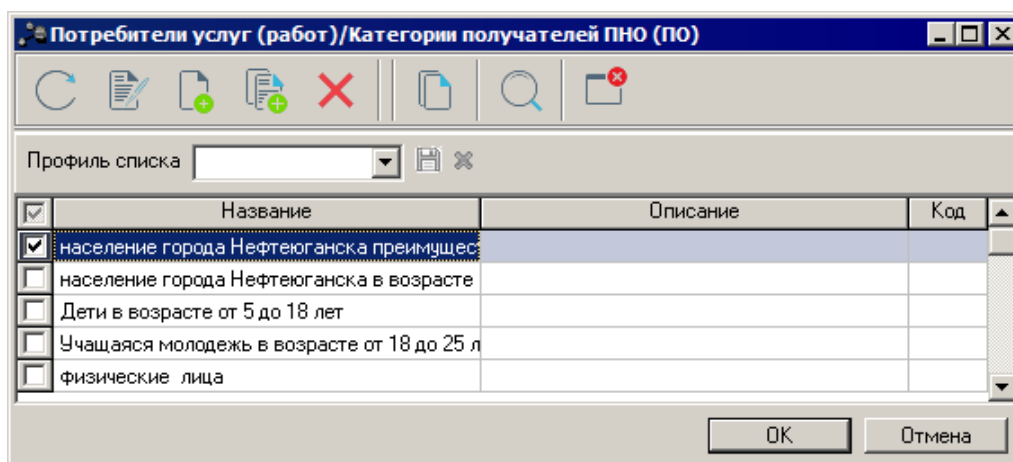 Потребители услуг (работ)/Категории получателей ПНО (ПО)
Профиль списка
Название Описание Код
население города Нефтеюганска преимущес
население города Нефтеюганска в возрасте
Дети в возрасте от 5 до 18 лет
Учащаяся молодежь в возрасте от 18 до 25 л
физические лица
OK Отмена